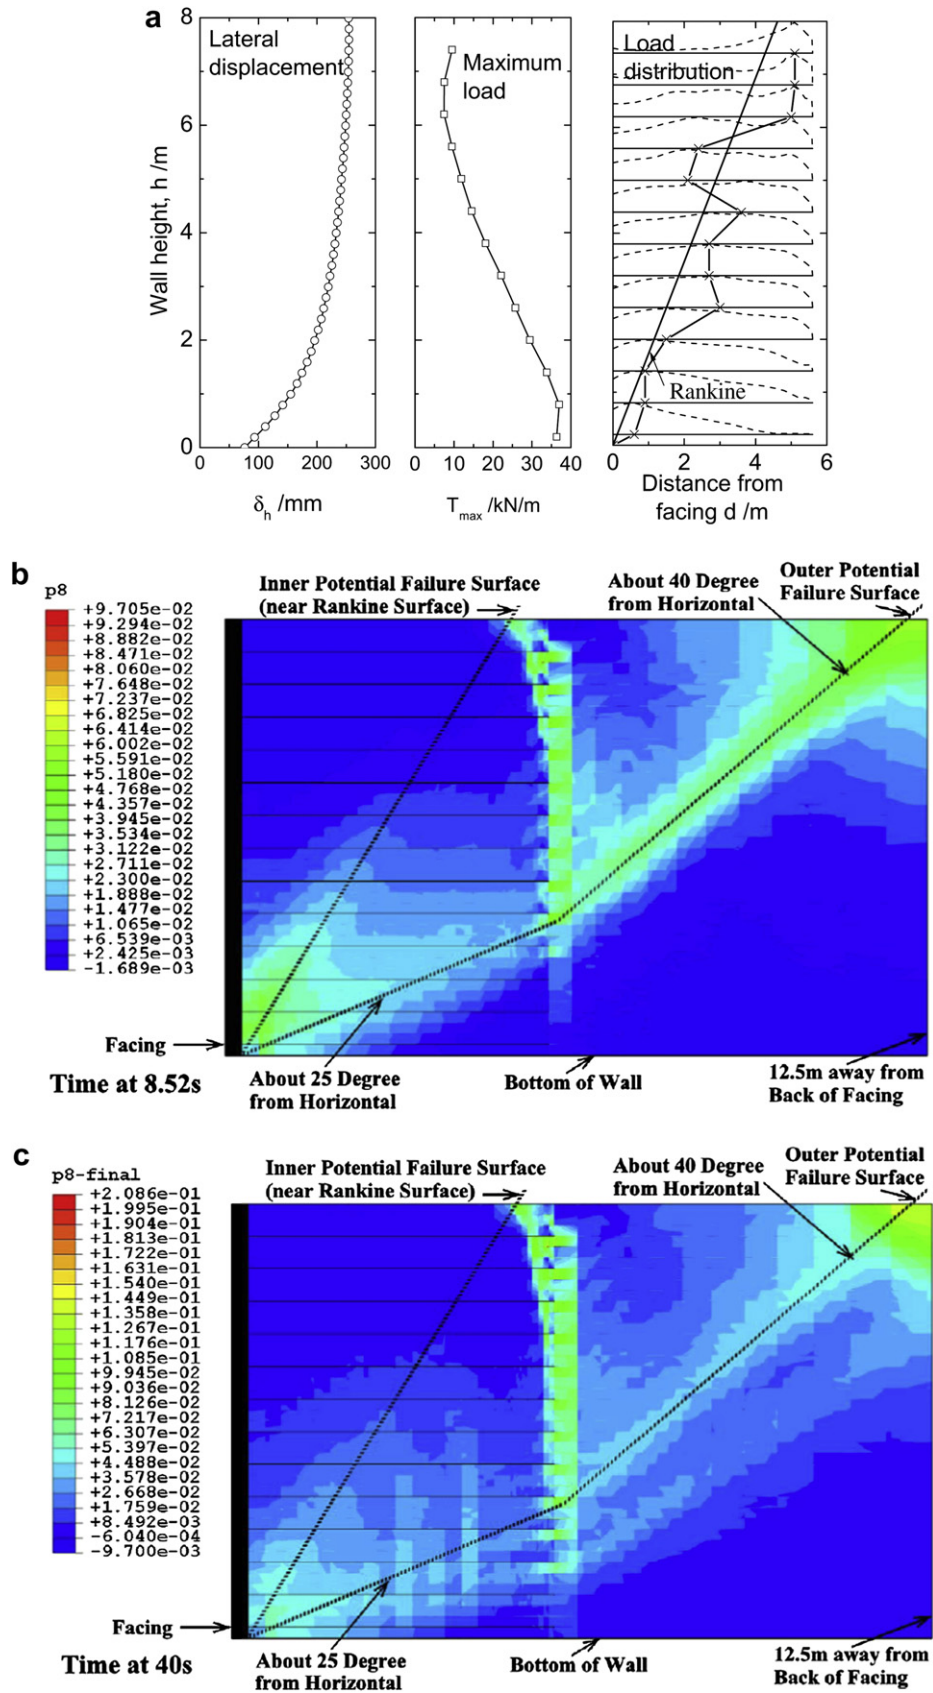 a
Lateral
displacement
Maximum
load
Load
distribution
Rankine
Wall height, h /m
8
6
4
2
0
0 100 200 300
δh /mm
0 10 20 30 40
Tmax /kN/m
0 2 4 6
Distance from
facing d /m
b
p8
+9.705e-02
+9.294e-02
+8.882e-02
+8.471e-02
+8.060e-02
+7.648e-02
+7.237e-02
+6.825e-02
+6.414e-02
+6.002e-02
+5.591e-02
+5.180e-02
+4.768e-02
+4.357e-02
+3.945e-02
+3.534e-02
+3.122e-02
+2.711e-02
+2.300e-02
+1.888e-02
+1.477e-02
+1.065e-02
+6.539e-03
+2.425e-03
-1.689e-03
Inner Potential Failure Surface
(near Rankine Surface)
About 40 Degree
from Horizontal
Outer Potential
Failure Surface
Facing
Time at 8.52s
About 25 Degree
from Horizontal
Bottom of Wall
12.5m away from
Back of Facing
c
p8-final
+2.086e-01
+1.995e-01
+1.904e-01
+1.813e-01
+1.722e-01
+1.631e-01
+1.540e-01
+1.449e-01
+1.358e-01
+1.267e-01
+1.176e-01
+1.085e-01
+9.945e-02
+9.036e-02
+8.126e-02
+7.217e-02
+6.307e-02
+5.397e-02
+4.488e-02
+3.578e-02
+2.668e-02
+1.759e-02
+8.492e-03
-6.040e-04
-9.700e-03
Inner Potential Failure Surface
(near Rankine Surface)
About 40 Degree
from Horizontal
Outer Potential
Failure Surface
Facing
Time at 40s
About 25 Degree
from Horizontal
Bottom of Wall
12.5m away from
Back of Facing